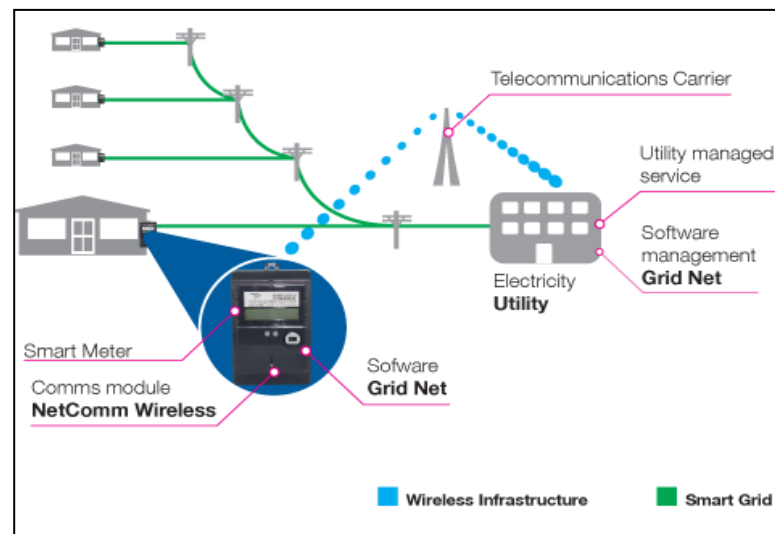 Telecommunications Carrier
Utility managed
service
Software
management
Grid Net
Electricity
Utility
Smart Meter
Comms module
NetComm Wireless
Sofware
Grid Net
Wireless Infrastructure
Smart Grid